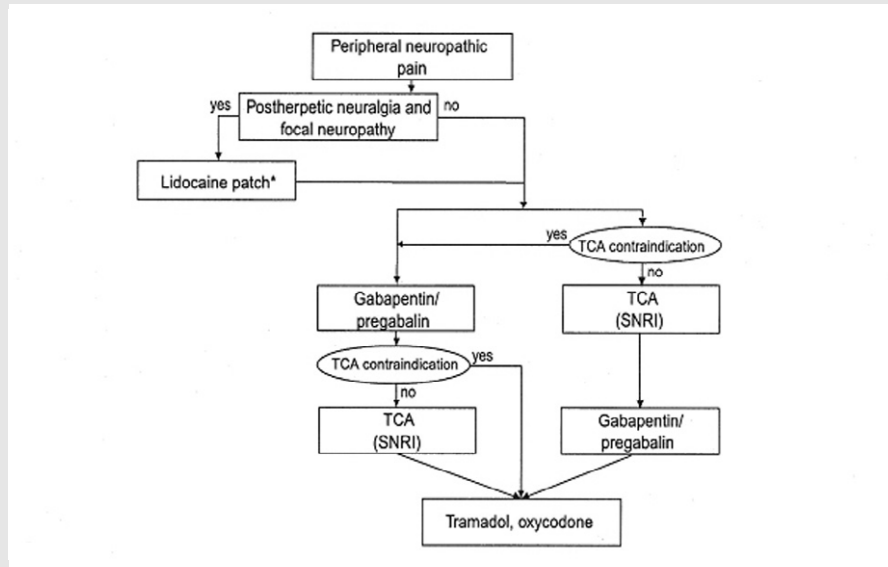 Peripheral neuropathic
pain
yes
Postherpetic neuralgia and
focal neuropathy
no
Lidocaine patch*
yes
TCA contraindication
no
Gabapentin/
pregabalin
TCA
(SNRI)
TCA contraindication
yes
no
TCA
(SNRI)
Gabapentin/
pregabalin
Tramadol, oxycodone